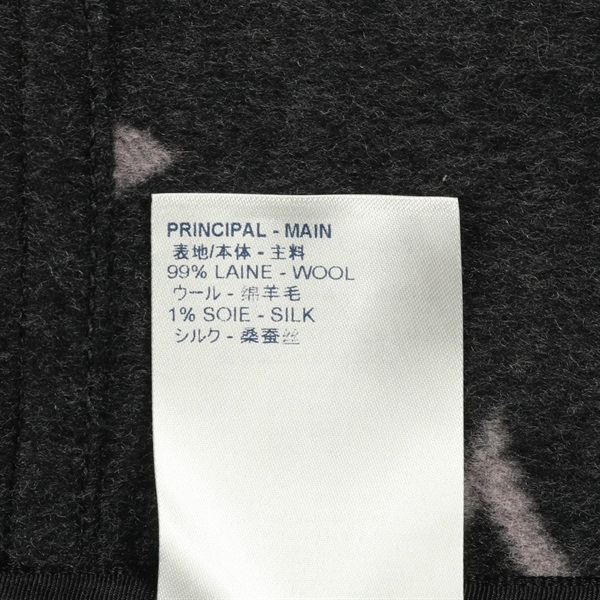 PRINCIPAL - MAIN
表地/本体 - 主料
99% LAINE - WOOL
ウール - 绵羊毛
1% SOIE - SILK
シルク - 桑蚕丝